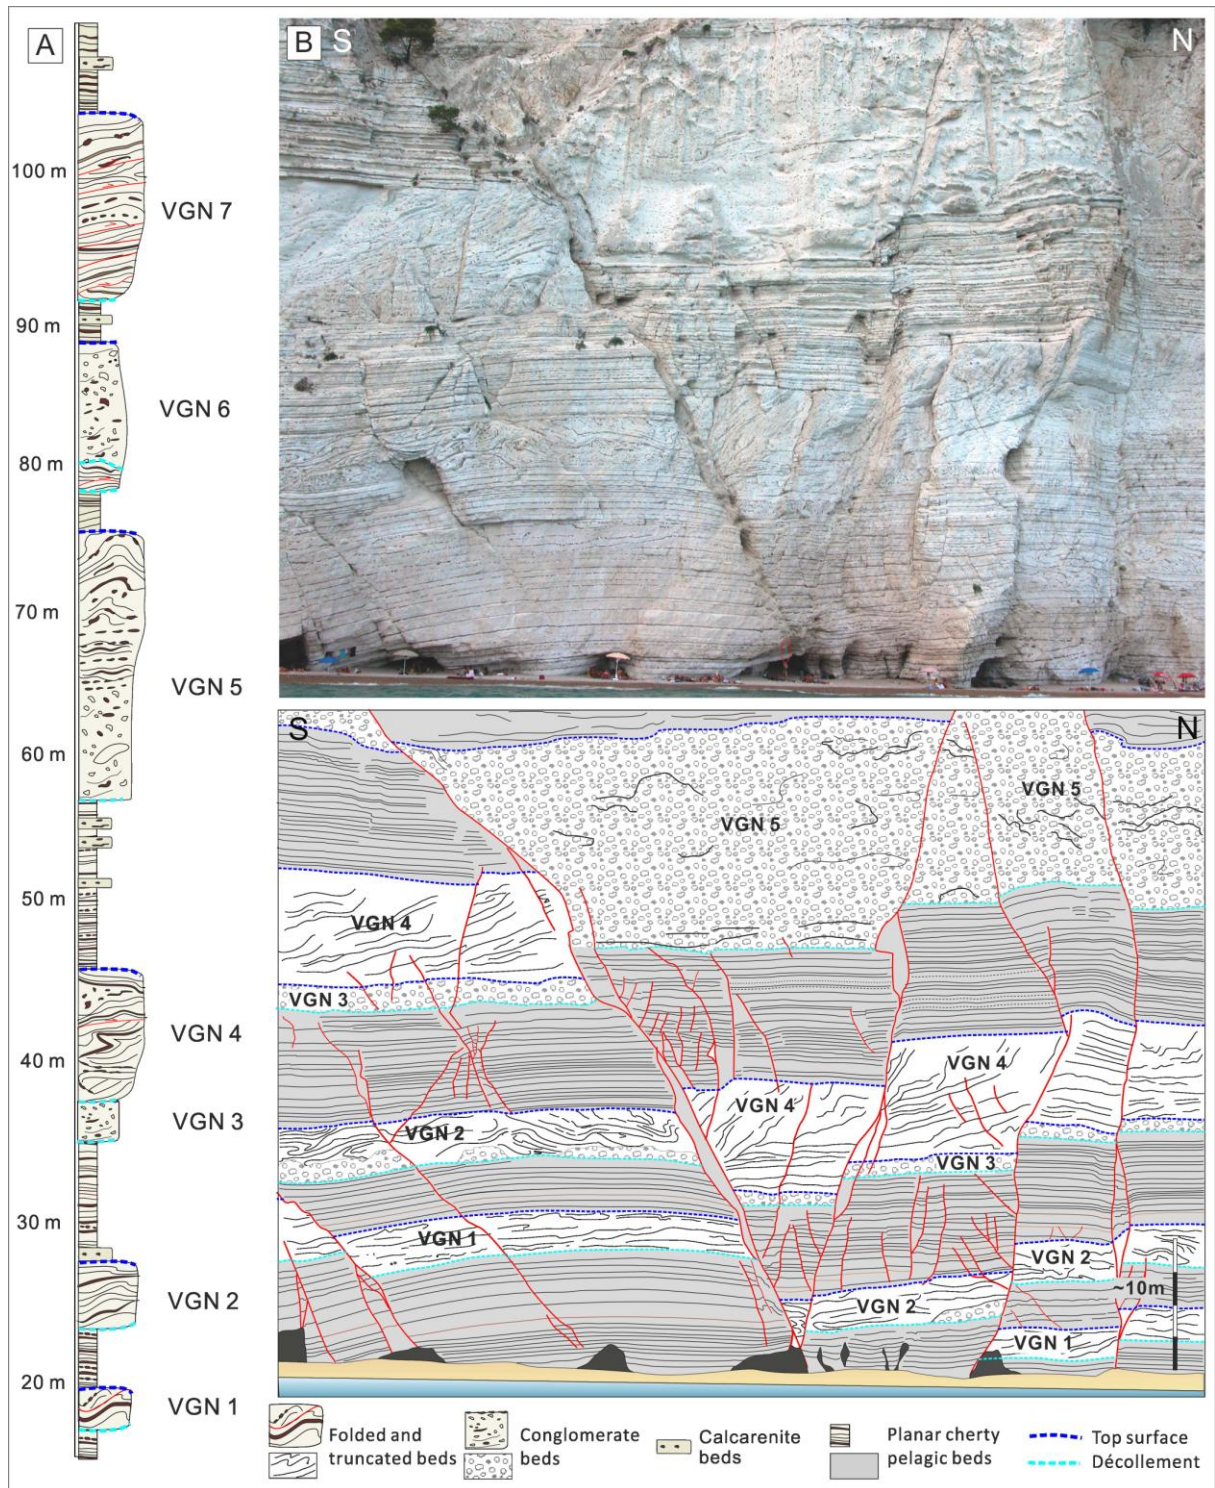 A
100 m
VGN 7
90 m
VGN 6
80 m
70 m
VGN 5
60 m
50 m
VGN 4
40 m
VGN 3
30 m
VGN 2
20 m
VGN 1
B S N
S N
VGN 5
VGN 5
VGN 4
VGN 3
VGN 4
VGN 4
VGN 2
VGN 3
VGN 1
VGN 2
~10m
VGN 2
VGN 1
Folded and
truncated beds
Conglomerate
beds
Calcarenite
beds
Planar cherty
pelagic beds
Top surface
Décollement